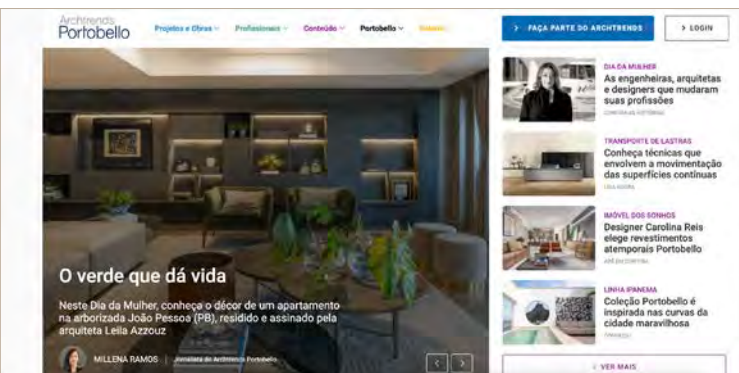 Archtrends
Portobello
Projetos e Obras
Profissionais
Conteúdo
Portobello
> FAÇA PARTE DO ARCHTRENDS
> LOGIN
O verde que dá vida
Neste Dia da Mulher, conheça o décor de um apartamento
na arborizada João Pessoa (PB), residido e assinado pela
arquiteta Leila Azzouz
MILLENA RAMOS | Jornalista do Archtrends Portobello
DIA DA MULHER
As engenheiras, arquitetas
e designers que mudaram
suas profissões
TRANSPORTE DE LASTRAS
Conheça técnicas que
envolvem a movimentação
das superfícies contínuas
LEIA AGORA
IMÓVEL DOS SONHOS
Designer Carolina Reis
elege revestimentos
atemporais Portobello
LINHA IPANEMA
Coleção Portobello é
inspirada nas curvas da
cidade maravilhosa
VER MAIS